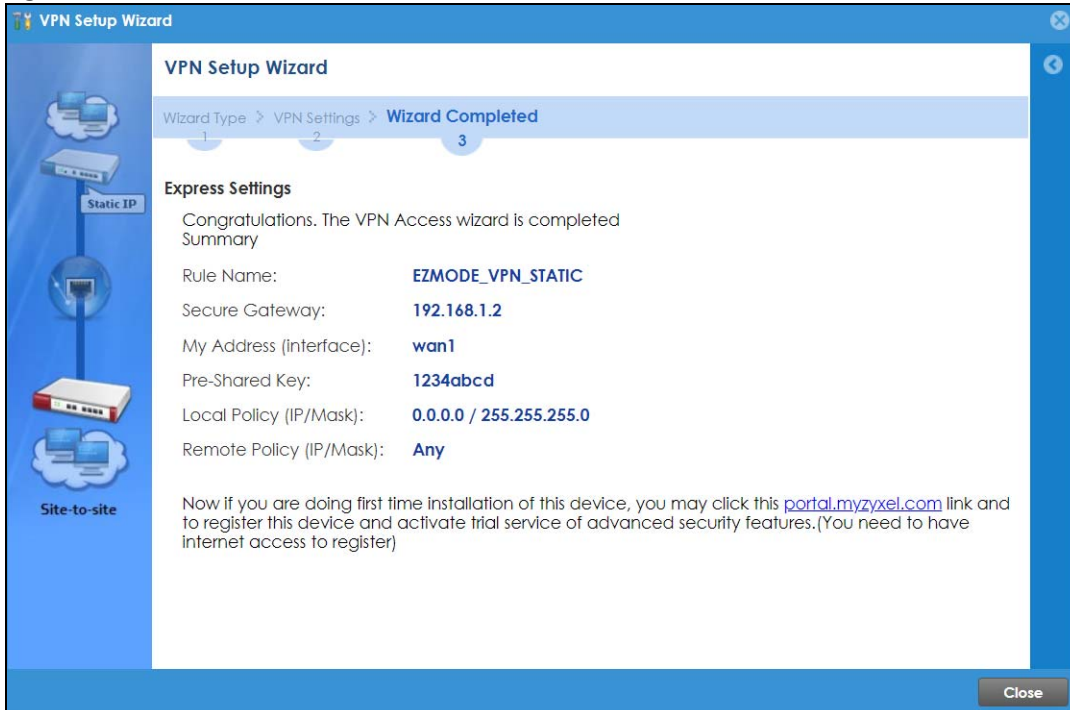 VPN Setup Wizard
VPN Setup Wizard
Wizard Type > VPN Settings > Wizard Completed
1 2 3
Static IP
Express Settings
Congratulations. The VPN Access wizard is completed
Summary
Rule Name: EZMODE_VPN_STATIC
Secure Gateway: 192.168.1.2
My Address (interface): wan1
Pre-Shared Key: 1234abcd
Local Policy (IP/Mask): 0.0.0.0 / 255.255.255.0
Remote Policy (IP/Mask): Any
Site-to-site
Now if you are doing first time installation of this device, you may click this portal.myzyxel.com link and
to register this device and activate trial service of advanced security features.(You need to have
internet access to register)
Close